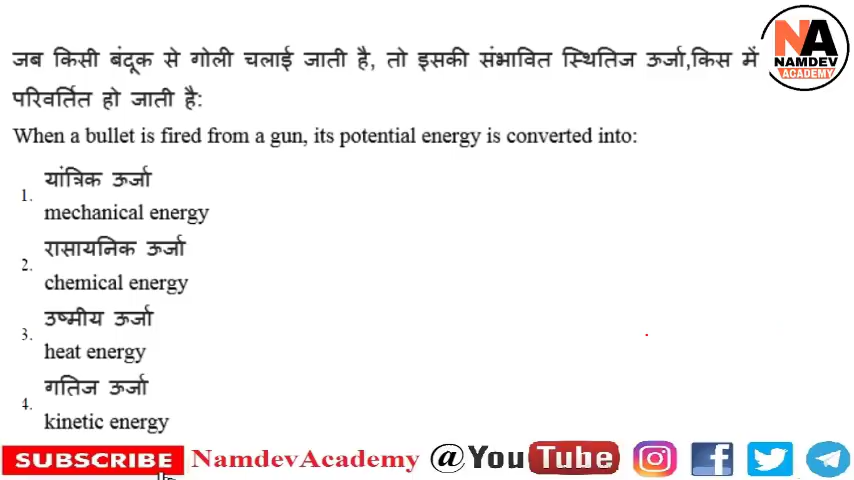 जब किसी बंदूक से गोली चलाई जाती है, तो इसकी संभावित स्थितिज ऊर्जा,किस में
परिवर्तित हो जाती है:
When a bullet is fired from a gun, its potential energy is converted into:
1. यांत्रिक ऊर्जा
mechanical energy
2. रासायनिक ऊर्जा
chemical energy
3. उष्मीय ऊर्जा
heat energy
4. गतिज ऊर्जा
kinetic energy
NA
NAMDEV
ACADEMY
SUBSCRIBE NamdevAcademy @YouTube